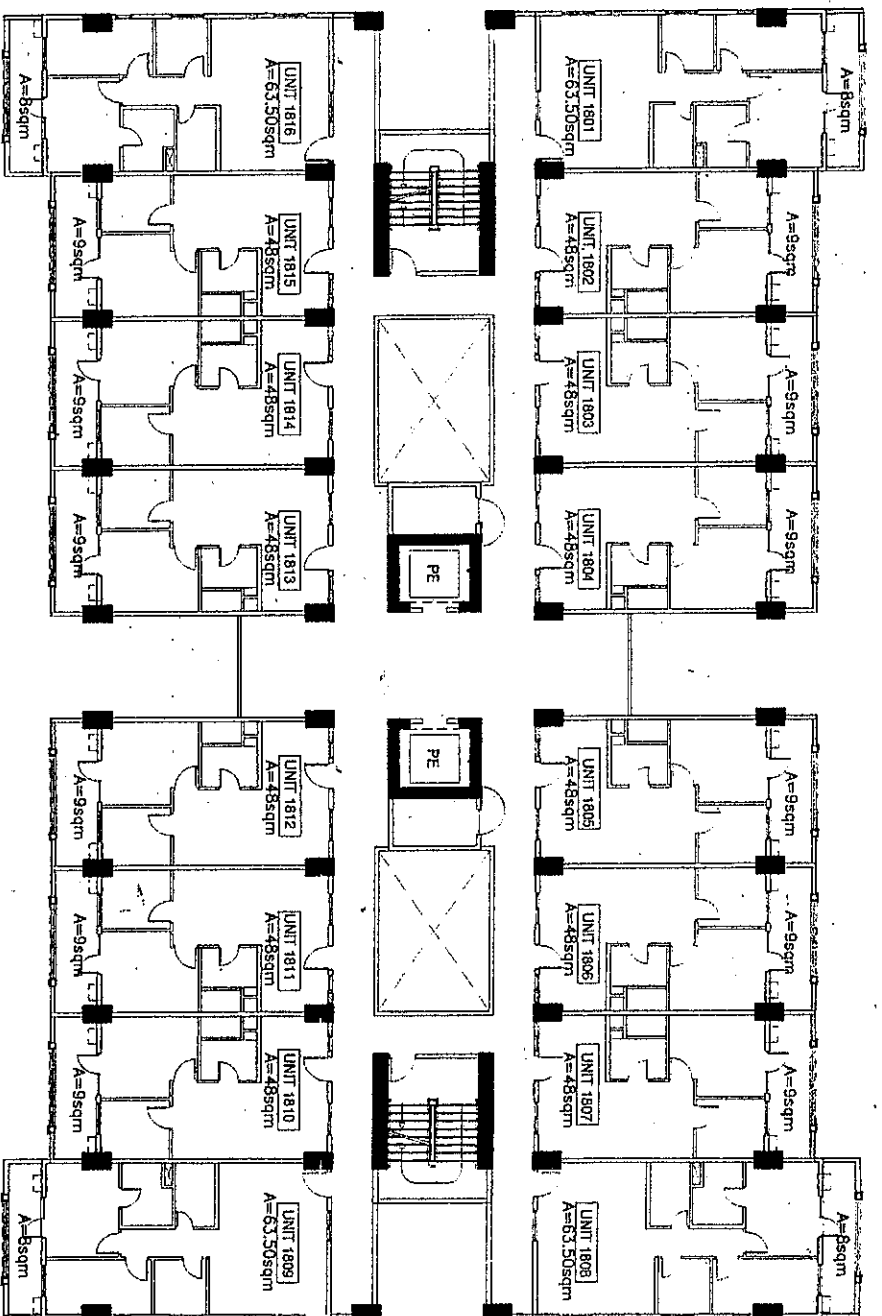 UNIT 1816
A=63.50sqm
A=8sqm
UNIT 1815
A=48sqm
A=9sqm
UNIT 1814
A=48sqm
A=9sqm
UNIT 1813
A=48sqm
A=9sqm
UNIT 1812
A=48sqm
A=9sqm
UNIT 1811
A=48sqm
A=9sqm
UNIT 1810
A=48sqm
A=9sqm
UNIT 1809
A=63.50sqm
A=8sqm
PE
PE
UNIT 1801
A=63.50sqm
A=8sqm
UNIT 1802
A=48sqm
A=9sqm
UNIT 1803
A=48sqm
A=9sqm
UNIT 1804
A=48sqm
A=9sqm
UNIT 1805
A=48sqm
A=9sqm
UNIT 1806
A=48sqm
A=9sqm
UNIT 1807
A=48sqm
A=9sqm
UNIT 1808
A=63.50sqm
A=8sqm